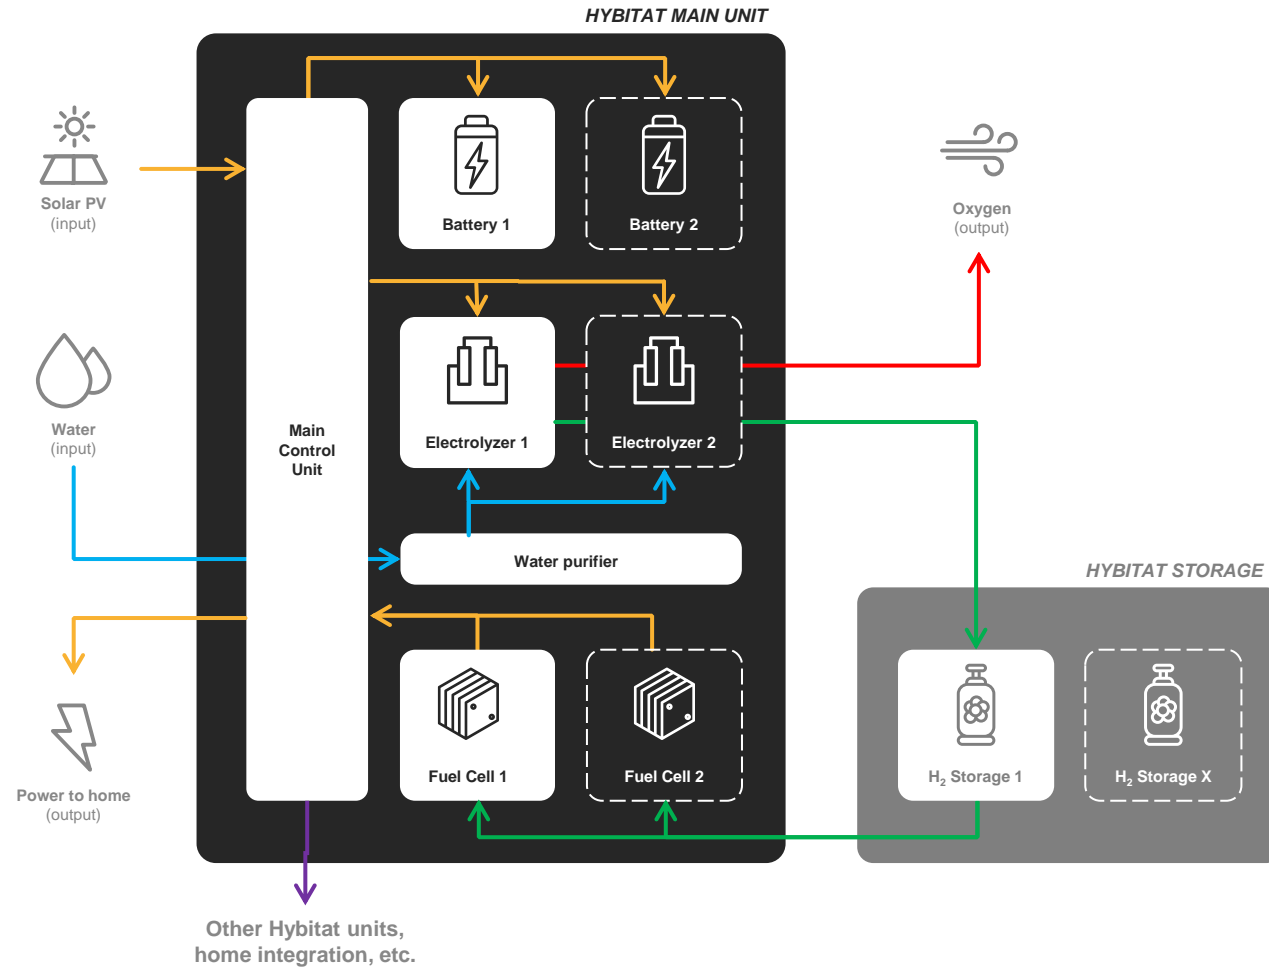 HYBITAT MAIN UNIT
Solar PV
(input)
Battery 1
Battery 2
Oxygen
(output)
Water
(input)
Main
Control
Unit
Electrolyzer 1
Electrolyzer 2
Water purifier
HYBITAT STORAGE
Power to home
(output)
Fuel Cell 1
Fuel Cell 2
H₂ Storage 1
H₂ Storage X
Other Hybitat units,
home integration, etc.